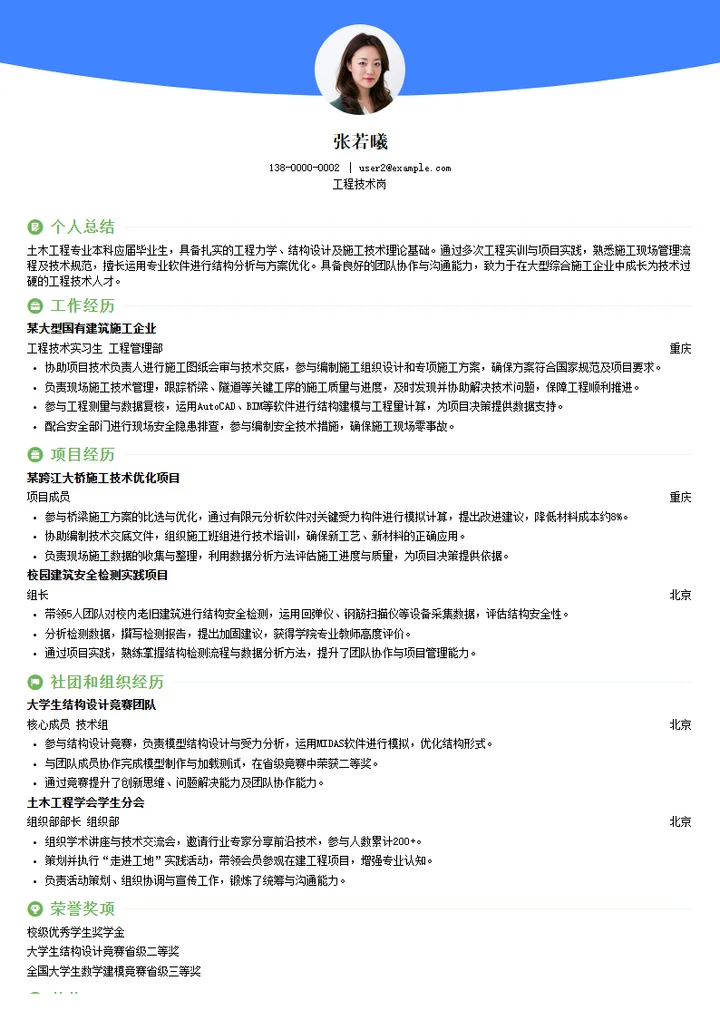 张若曦
138-0000-0002 | user2@example.com
工程技术岗
个人总结
土木工程专业本科应届毕业生，具备扎实的工程力学、结构设计及施工技术理论基础。通过多次工程实训与项目实践，熟悉施工现场管理流
程及技术规范，擅长运用专业软件进行结构分析与方案优化。具备良好的团队协作与沟通能力，致力于在大型综合施工企业中成长为技术过
硬的工程技术人才。
工作经历
某大型国有建筑施工企业
工程技术实习生 工程管理部 重庆
• 协助项目技术负责人进行施工图纸会审与技术交底，参与编制施工组织设计和专项施工方案，确保方案符合国家规范及项目要求。
• 负责现场施工技术管理，跟踪桥梁、隧道等关键工序的施工质量与进度，及时发现并协助解决技术问题，保障工程顺利推进。
• 参与工程测量与数据复核，运用AutoCAD、BIM等软件进行结构建模与工程量计算，为项目决策提供数据支持。
• 配合安全部门进行现场安全隐患排查，参与编制安全技术措施，确保施工现场零事故。
项目经历
某跨江大桥施工技术优化项目
项目成员 重庆
• 参与桥梁施工方案的比选与优化，通过有限元分析软件对关键受力构件进行模拟计算，提出改进建议，降低材料成本约8%。
• 协助编制技术交底文件，组织施工班组进行技术培训，确保新工艺、新材料的正确应用。
• 负责现场施工数据的收集与整理，利用数据分析方法评估施工进度与质量，为项目决策提供依据。
校园建筑安全检测实践项目
组长 北京
• 带领5人团队对校内老旧建筑进行结构安全检测，运用回弹仪、钢筋扫描仪等设备采集数据，评估结构安全性。
• 分析检测数据，撰写检测报告，提出加固建议，获得学院专业教师高度评价。
• 通过项目实践，熟练掌握结构检测流程与数据分析方法，提升了团队协作与项目管理能力。
社团和组织经历
大学生结构设计竞赛团队
核心成员 技术组 北京
• 参与结构设计竞赛，负责模型结构设计与受力分析，运用MIDAS软件进行模拟，优化结构形式。
• 与团队成员协作完成模型制作与加载测试，在省级竞赛中荣获二等奖。
• 通过竞赛提升了创新思维、问题解决能力及团队协作能力。
土木工程学会学生分会
组织部部长 组织部 北京
• 组织学术讲座与技术交流会，邀请行业专家分享前沿技术，参与人数累计200+。
• 策划并执行“走进工地”实践活动，带领会员参观在建工程项目，增强专业认知。
• 负责活动策划、组织协调与宣传工作，锻炼了统筹与沟通能力。
荣誉奖项
校级优秀学生奖学金
大学生结构设计竞赛省级二等奖
全国大学生数学建模竞赛省级三等奖